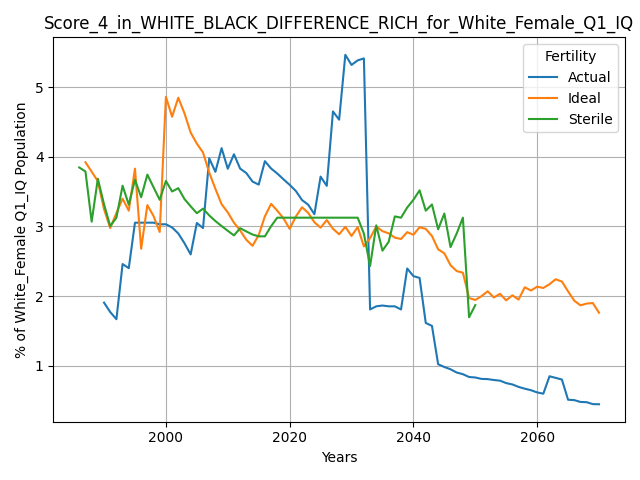 Score_4_in_WHITE_BLACK_DIFFERENCE_RICH_for_White_Female_Q1_IQ
Fertility
Actual
Ideal
Sterile
% of White_Female Q1_IQ Population
5
4
3
2
1
2000 2020 2040 2060
Years